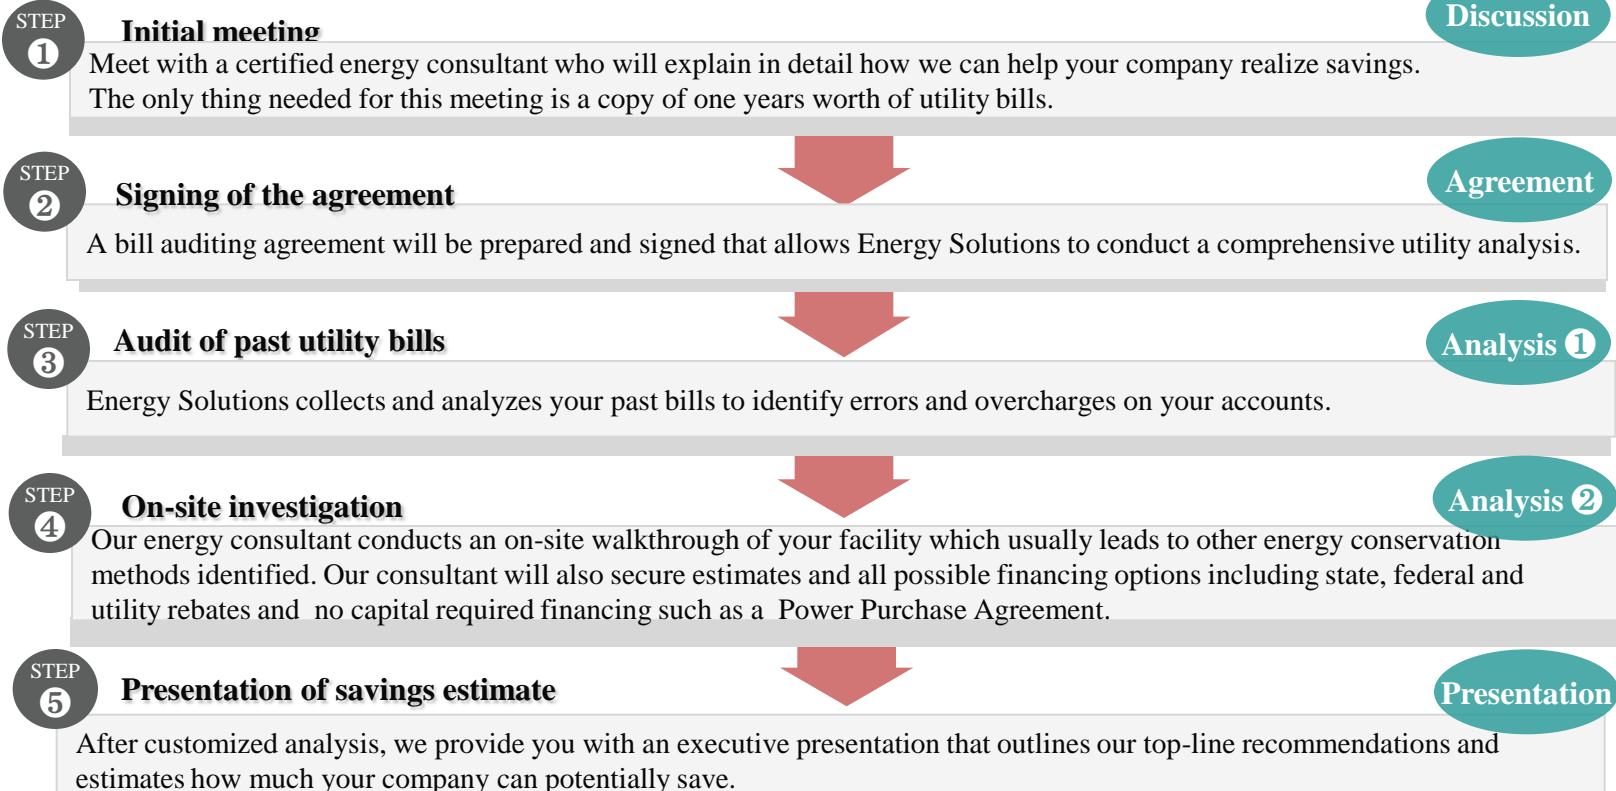 STEP
❶
Initial meeting
Discussion
Meet with a certified energy consultant who will explain in detail how we can help your company realize savings.
The only thing needed for this meeting is a copy of one years worth of utility bills.
STEP
❷
Signing of the agreement
Agreement
A bill auditing agreement will be prepared and signed that allows Energy Solutions to conduct a comprehensive utility analysis.
STEP
❸
Audit of past utility bills
Analysis ❶
Energy Solutions collects and analyzes your past bills to identify errors and overcharges on your accounts.
STEP
❹
On-site investigation
Analysis ❷
Our energy consultant conducts an on-site walkthrough of your facility which usually leads to other energy conservation
methods identified. Our consultant will also secure estimates and all possible financing options including state, federal and
utility rebates and  no capital required financing such as a  Power Purchase Agreement.
STEP
❺
Presentation of savings estimate
Presentation
After customized analysis, we provide you with an executive presentation that outlines our top-line recommendations and
estimates how much your company can potentially save.